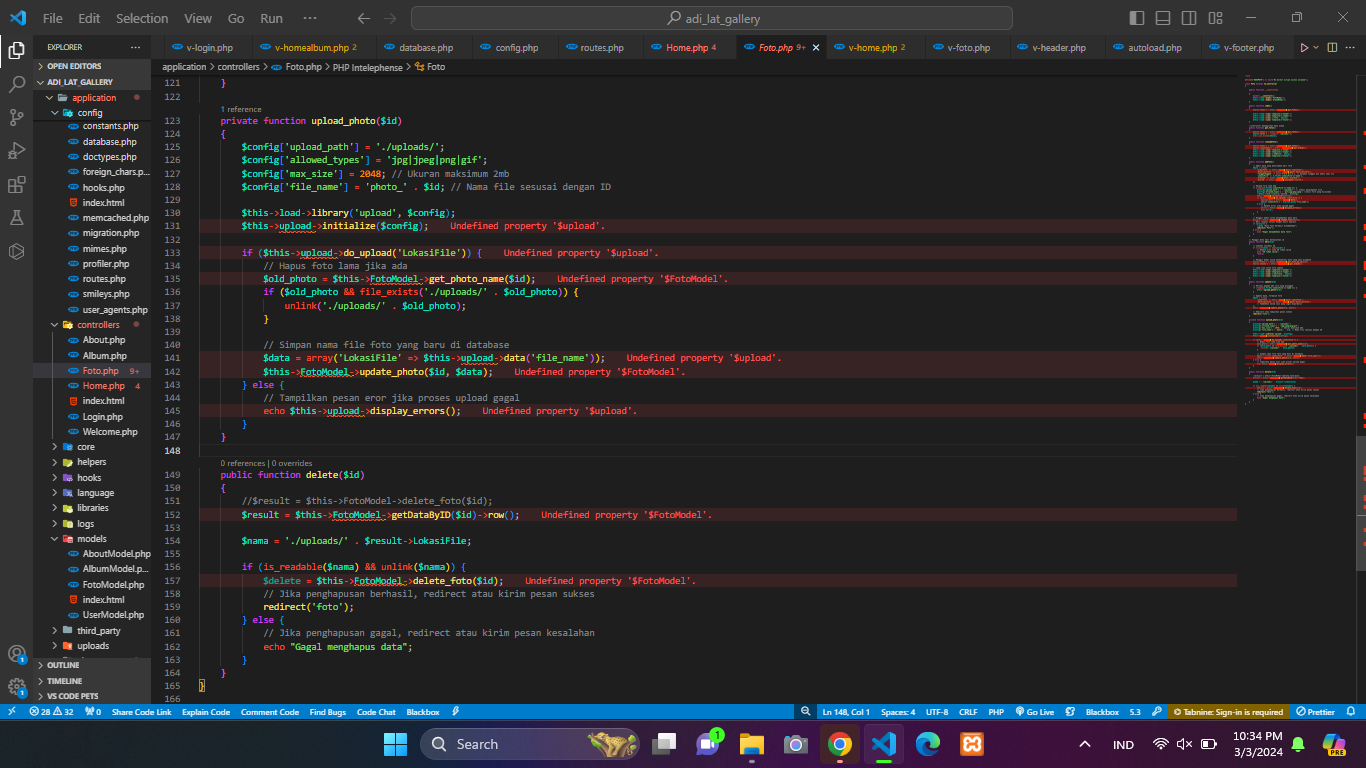 File Edit Selection View Go Run ··· adi_lat_gallery
EXPLORER ···
v-login.php v-homealbum.php 2 database.php config.php routes.php Home.php 4 Foto.php 9+ v-home.php 2 v-foto.php v-header.php autoload.php v-footer.php
application > controllers > Foto.php > PHP Intelephense > Foto
OPEN EDITORS
ADI_LAT_GALLERY
application
config
constants.php
database.php
doctypes.php
foreign_chars.p...
hooks.php
index.html
memcached.php
migration.php
mimes.php
profiler.php
routes.php
smileys.php
user_agents.php
controllers
About.php
Album.php
Foto.php 9+
Home.php 4
index.html
Login.php
Welcome.php
core
helpers
hooks
language
libraries
logs
models
AboutModel.php
AlbumModel.p...
FotoModel.php
index.html
UserModel.php
third_party
uploads
OUTLINE
TIMELINE
VS CODE PETS
121 }
122
1 reference
123 private function upload_photo($id)
124 {
125 $config['upload_path'] = './uploads/';
126 $config['allowed_types'] = 'jpg|jpeg|png|gif';
127 $config['max_size'] = 2048; // Ukuran maksimum 2mb
128 $config['file_name'] = 'photo_' . $id; // Nama file sesusai dengan ID
129
130 $this->load->library('upload', $config);
131 $this->upload->initialize($config); Undefined property '$upload'.
132
133 if ($this->upload->do_upload('LokasiFile')) { Undefined property '$upload'.
134 // Hapus foto lama jika ada
135 $old_photo = $this->FotoModel->get_photo_name($id); Undefined property '$FotoModel'.
136 if ($old_photo && file_exists('./uploads/' . $old_photo)) {
137 unlink('./uploads/' . $old_photo);
138 }
139
140 // Simpan nama file foto yang baru di database
141 $data = array('LokasiFile' => $this->upload->data('file_name')); Undefined property '$upload'.
142 $this->FotoModel->update_photo($id, $data); Undefined property '$FotoModel'.
143 } else {
144 // Tampilkan pesan eror jika proses upload gagal
145 echo $this->upload->display_errors(); Undefined property '$upload'.
146 }
147 }
148
0 references | 0 overrides
149 public function delete($id)
150 {
151 //$result = $this->FotoModel->delete_foto($id);
152 $result = $this->FotoModel->getDataByID($id)->row(); Undefined property '$FotoModel'.
153
154 $nama = './uploads/' . $result->LokasiFile;
155
156 if (is_readable($nama) && unlink($nama)) {
157 $delete = $this->FotoModel->delete_foto($id); Undefined property '$FotoModel'.
158 // Jika penghapusan berhasil, redirect atau kirim pesan sukses
159 redirect('foto');
160 } else {
161 // Jika penghapusan gagal, redirect atau kirim pesan kesalahan
162 echo "Gagal menghapus data";
163 }
164 }
165 }
166
28 32 0 Share Code Link Explain Code Comment Code Find Bugs Code Chat Blackbox Ln 148, Col 1 Spaces: 4 UTF-8 CRLF PHP Go Live Blackbox 5.3 Tabnine: Sign-in is required Prettier
1 1
Search 1 IND 10:34 PM
3/3/2024
PRE